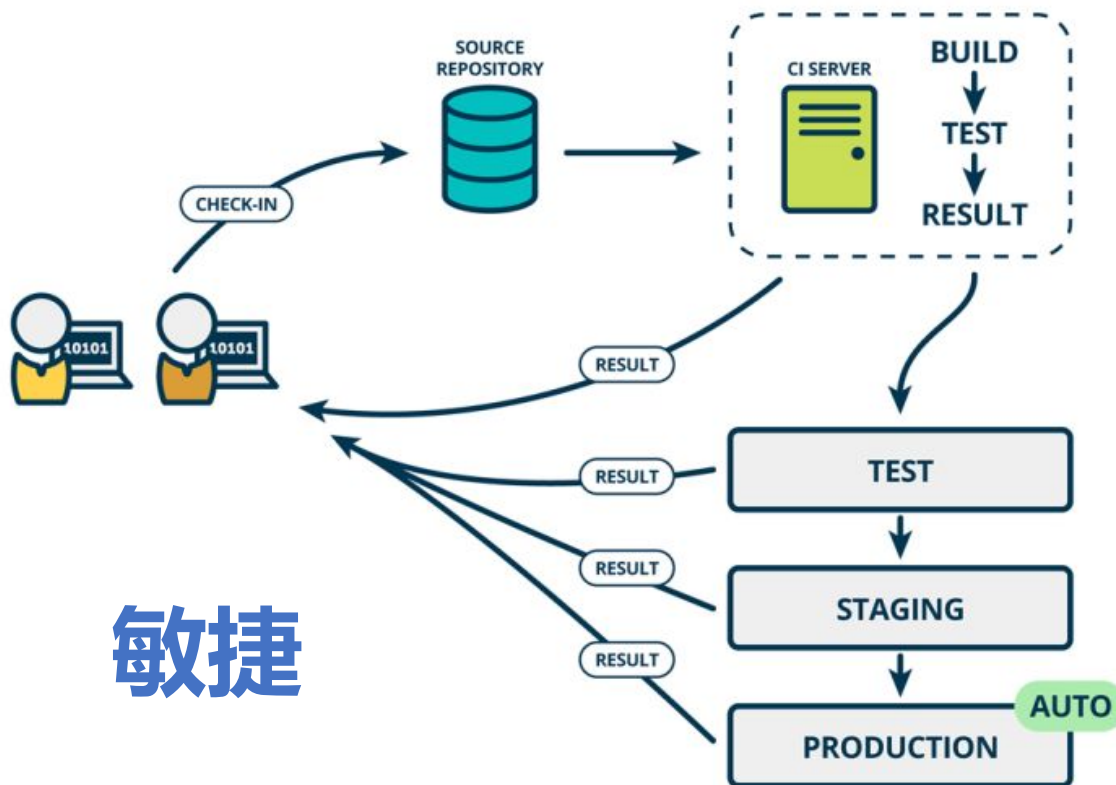 SOURCE
REPOSITORY
CI SERVER
BUILD
TEST
RESULT
CHECK-IN
10101
10101
RESULT
TEST
RESULT
RESULT
STAGING
敏捷
RESULT
AUTO
PRODUCTION